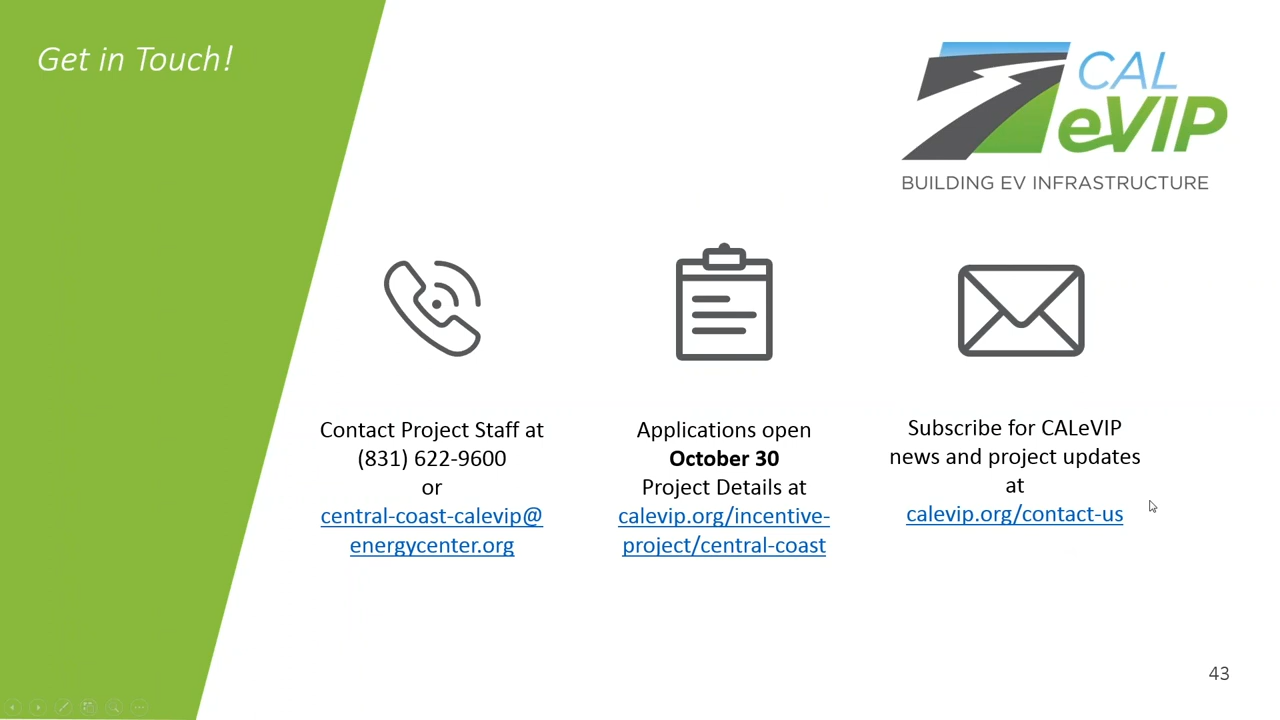 Get in Touch!
CAL
eVIP
BUILDING EV INFRASTRUCTURE
Contact Project Staff at
(831) 622-9600
or
central-coast-calevip@
energycenter.org
Applications open
October 30
Project Details at
calevip.org/incentive-
project/central-coast
Subscribe for CALeVIP
news and project updates
at
calevip.org/contact-us
43